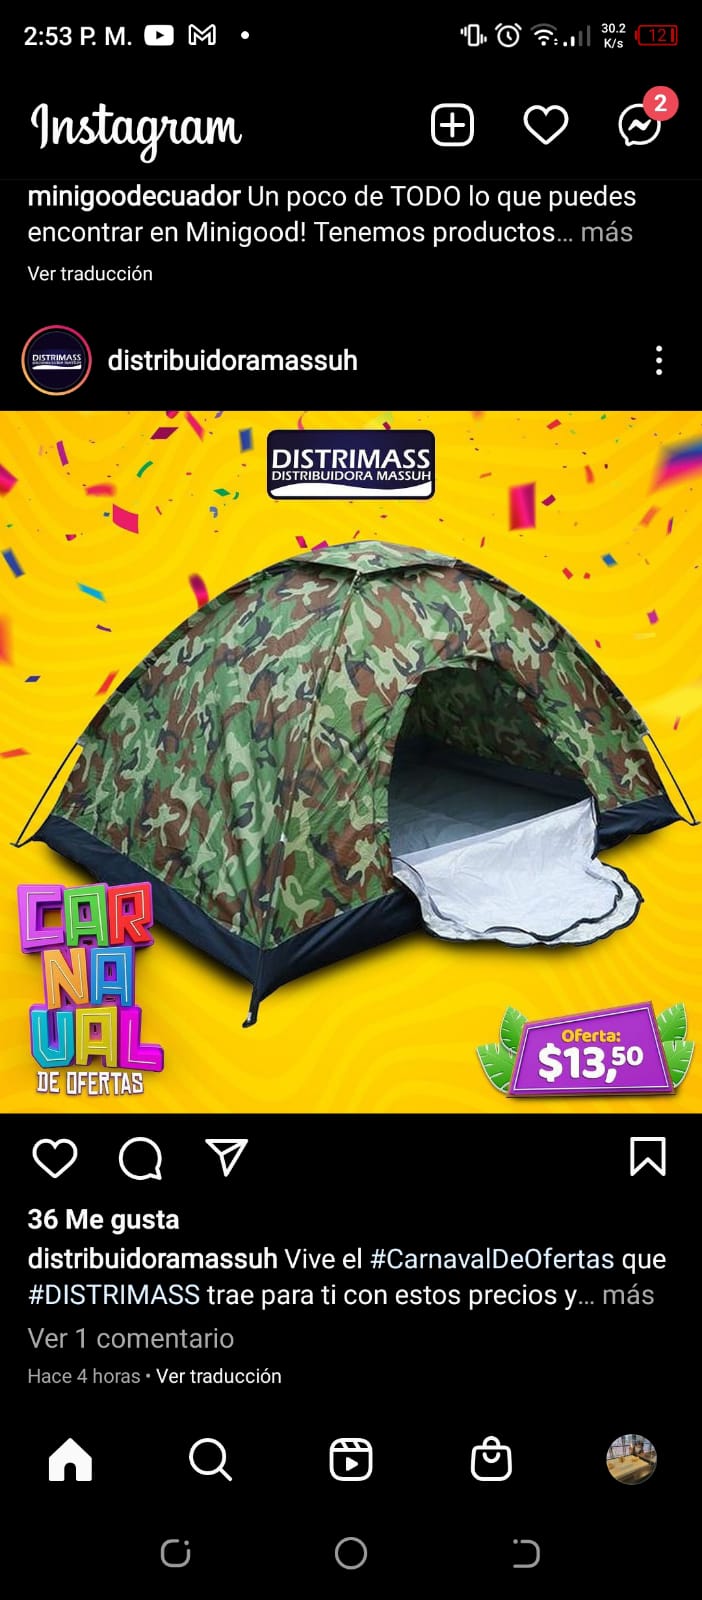 2:53 P. M.
30.2
K/s
12
Instagram
2
minigoodecuador Un poco de TODO lo que puedes
encontrar en Minigood! Tenemos productos... más
Ver traducción
DISTRIMASS
distribuidoramassuh
DISTRIMASS
DISTRIBUIDORA MASSUH
CAR
NA
VAL
DE OFERTAS
Oferta:
$13,50
36 Me gusta
distribuidoramassuh Vive el #CarnavalDeOfertas que
#DISTRIMASS trae para ti con estos precios y... más
Ver 1 comentario
Hace 4 horas • Ver traducción